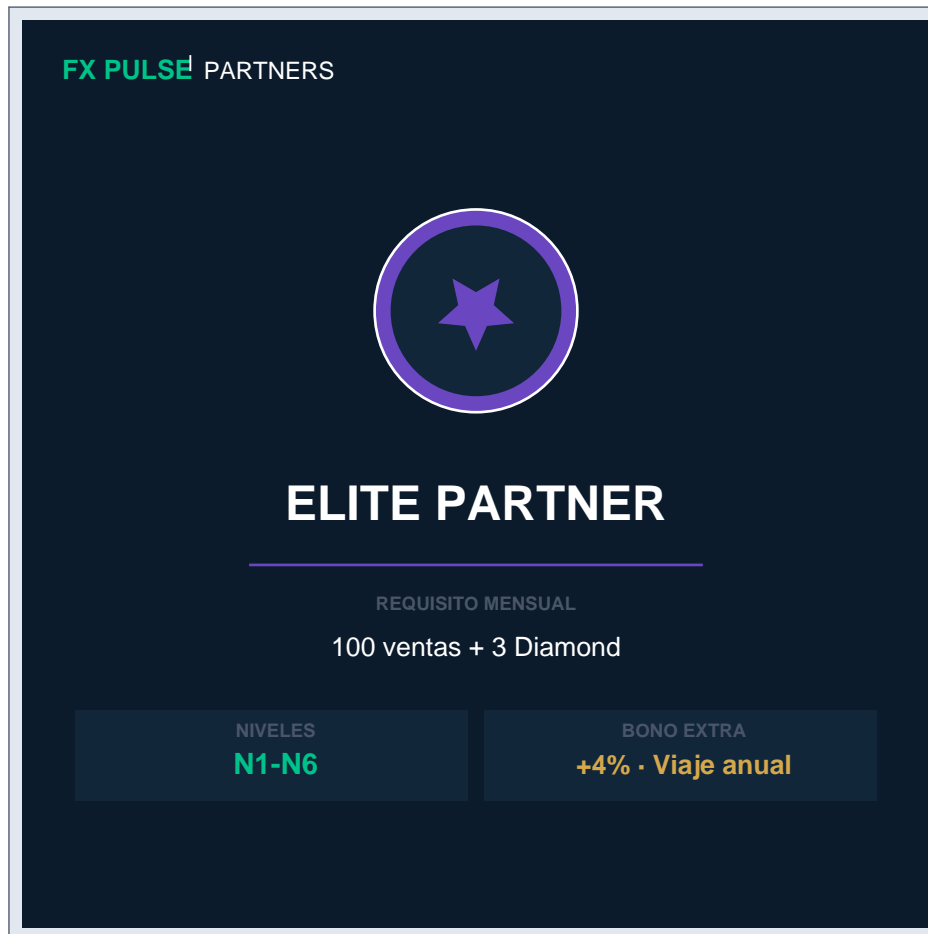 FX PULSE | PARTNERS
ELITE PARTNER
REQUISITO MENSUAL
100 ventas + 3 Diamond
NIVELES
N1-N6
BONO EXTRA
+4% · Viaje anual